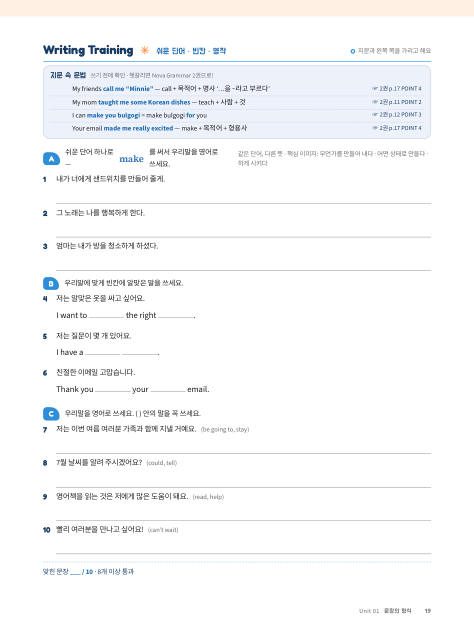 Writing Training ✳ 쉬운 단어 · 빈칸 · 영작
지문과 왼쪽 쪽을 가리고 해요
지문 속 문법 쓰기 전에 확인 · 헷갈리면 Nova Grammar 2권으로!
My friends call me “Minnie” — call + 목적어 + 명사 ‘…을 ~라고 부르다’ ☞ 2권 p.17 POINT 4
My mom taught me some Korean dishes — teach + 사람 + 것 ☞ 2권 p.11 POINT 2
I can make you bulgogi = make bulgogi for you ☞ 2권 p.12 POINT 3
Your email made me really excited — make + 목적어 + 형용사 ☞ 2권 p.17 POINT 4
A 쉬운 단어 하나로 — make 를 써서 우리말을 영어로 쓰세요.
같은 단어, 다른 뜻 · 핵심 이미지: 무언가를 만들어 내다 · 어떤 상태로 만들다 · 하게 시키다
1 내가 너에게 샌드위치를 만들어 줄게.
2 그 노래는 나를 행복하게 한다.
3 엄마는 내가 방을 청소하게 하셨다.
B 우리말에 맞게 빈칸에 알맞은 말을 쓰세요.
4 저는 알맞은 옷을 싸고 싶어요.
I want to ______ the right ______.
5 저는 질문이 몇 개 있어요.
I have a ______ ______.
6 친절한 이메일 고맙습니다.
Thank you ______ your ______ email.
C 우리말을 영어로 쓰세요. ( ) 안의 말을 꼭 쓰세요.
7 저는 이번 여름 여러분 가족과 함께 지낼 거예요. (be going to, stay)
8 7월 날씨를 알려 주시겠어요? (could, tell)
9 영어책을 읽는 것은 저에게 많은 도움이 돼요. (read, help)
10 빨리 여러분을 만나고 싶어요! (can't wait)
맞힌 문장 ___ / 10 · 8개 이상 통과
Unit 01 문장의 형식 19